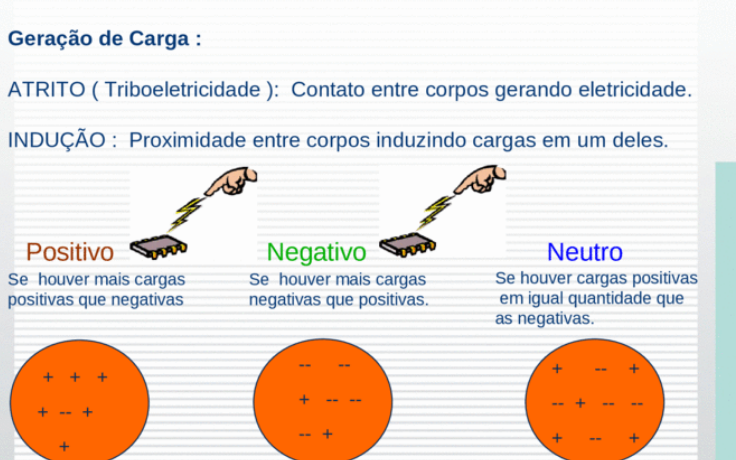 Geração de Carga :
ATRITO ( Triboeletricidade ): Contato entre corpos gerando eletricidade.
INDUÇÃO : Proximidade entre corpos induzindo cargas em um deles.
Positivo
Se houver mais cargas
positivas que negativas
Negativo
Se houver mais cargas
negativas que positivas.
Neutro
Se houver cargas positivas
em igual quantidade que
as negativas.
+ + +
+ -- +
+
-- --
+ -- --
-- +
+ -- +
-- + -- --
+ -- +